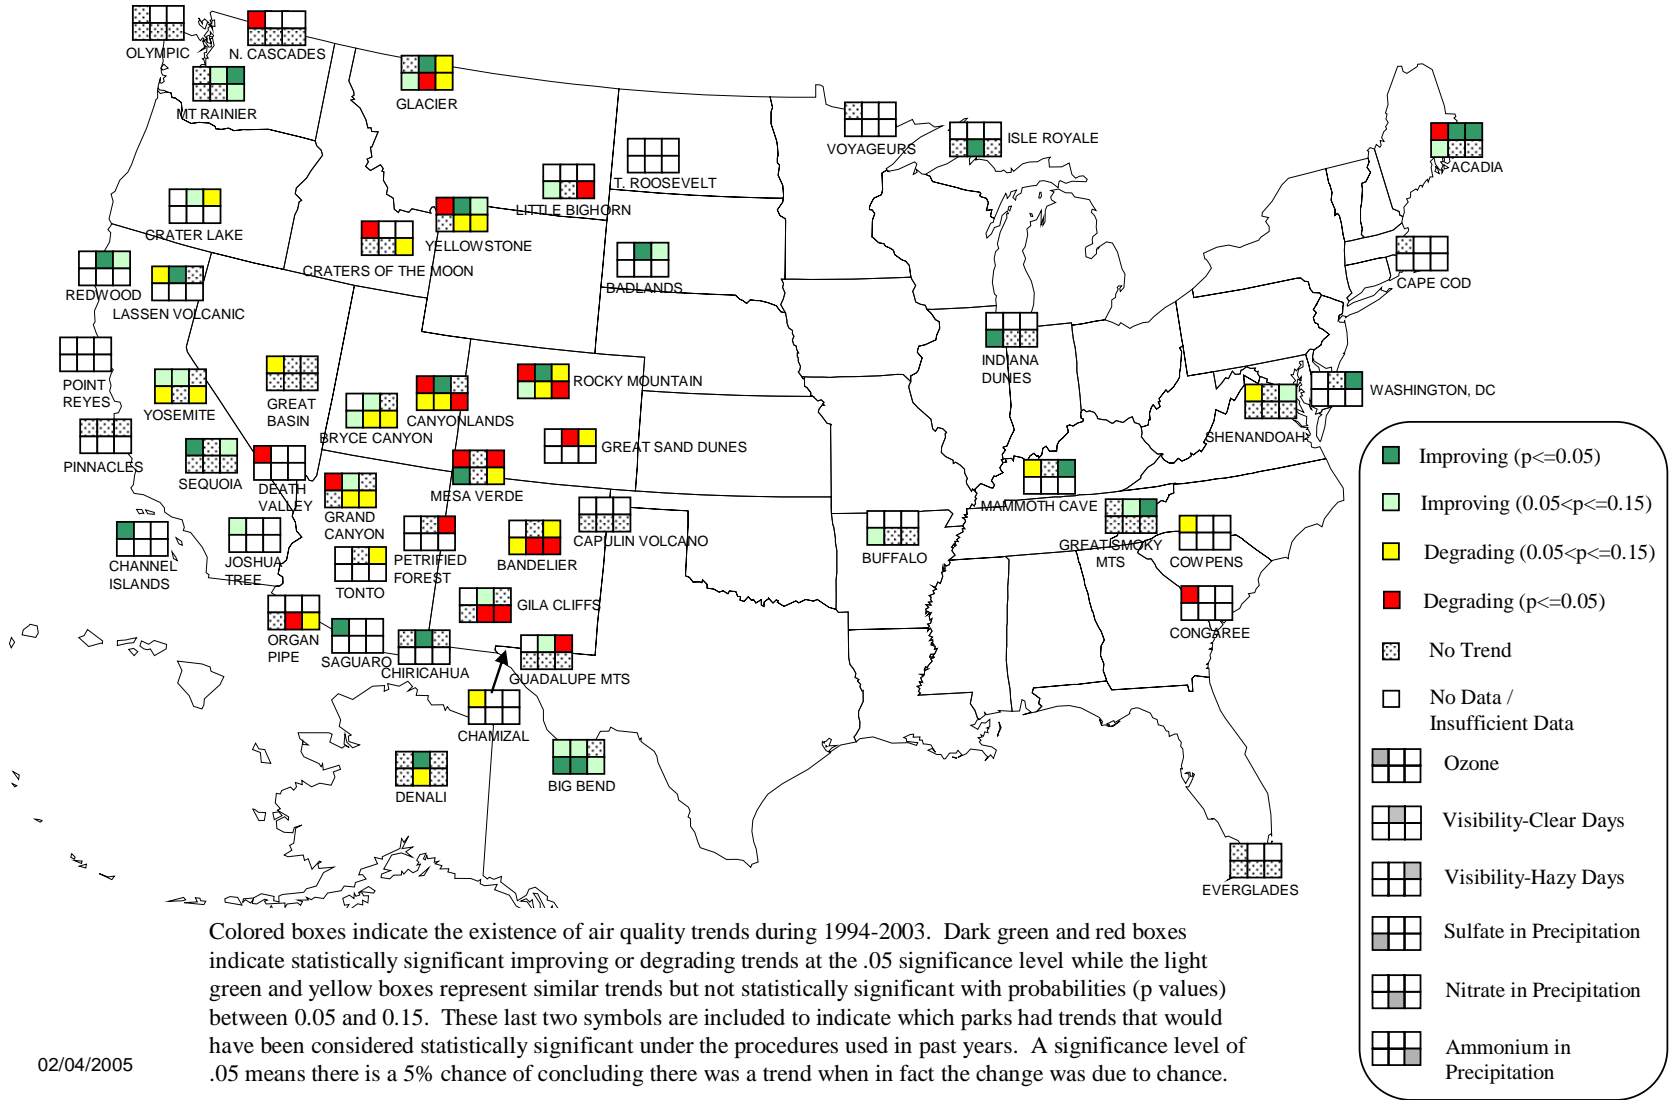 OLYMPIC
N. CASCADES
MT RAINIER
GLACIER
VOYAGEURS
ISLE ROYALE
ACADIA
T. ROOSEVELT
LITTLE BIGHORN
CRATER LAKE
YELLOWSTONE
CRATERS OF THE MOON
BADLANDS
CAPE COD
REDWOOD
LASSEN VOLCANIC
INDIANA
DUNES
POINT
REYES
YOSEMITE
GREAT
BASIN
BRYCE CANYON
CANYONLANDS
ROCKY MOUNTAIN
WASHINGTON, DC
SHENANDOAH
PINNACLES
SEQUOIA
DEATH
VALLEY
GREAT SAND DUNES
MESA VERDE
MAMMOTH CAVE
GRAND
CANYON
CHANNEL
ISLANDS
JOSHUA
TREE
TONTO
PETRIFIED
FOREST
BANDELIER
CAPULIN VOLCANO
BUFFALO
GREAT SMOKY
MTS
COWPENS
CONGAREE
GILA CLIFFS
ORGAN
PIPE
SAGUARO
CHIRICAHUA
GUADALUPE MTS
CHAMIZAL
DENALI
BIG BEND
EVERGLADES
Improving (p<=0.05)
Improving (0.05<p<=0.15)
Degrading (0.05<p<=0.15)
Degrading (p<=0.05)
No Trend
No Data /
Insufficient Data
Ozone
Visibility-Clear Days
Visibility-Hazy Days
Sulfate in Precipitation
Nitrate in Precipitation
Ammonium in
Precipitation
Colored boxes indicate the existence of air quality trends during 1994-2003. Dark green and red boxes
indicate statistically significant improving or degrading trends at the .05 significance level while the light
green and yellow boxes represent similar trends but not statistically significant with probabilities (p values)
between 0.05 and 0.15. These last two symbols are included to indicate which parks had trends that would
have been considered statistically significant under the procedures used in past years. A significance level of
.05 means there is a 5% chance of concluding there was a trend when in fact the change was due to chance.
02/04/2005